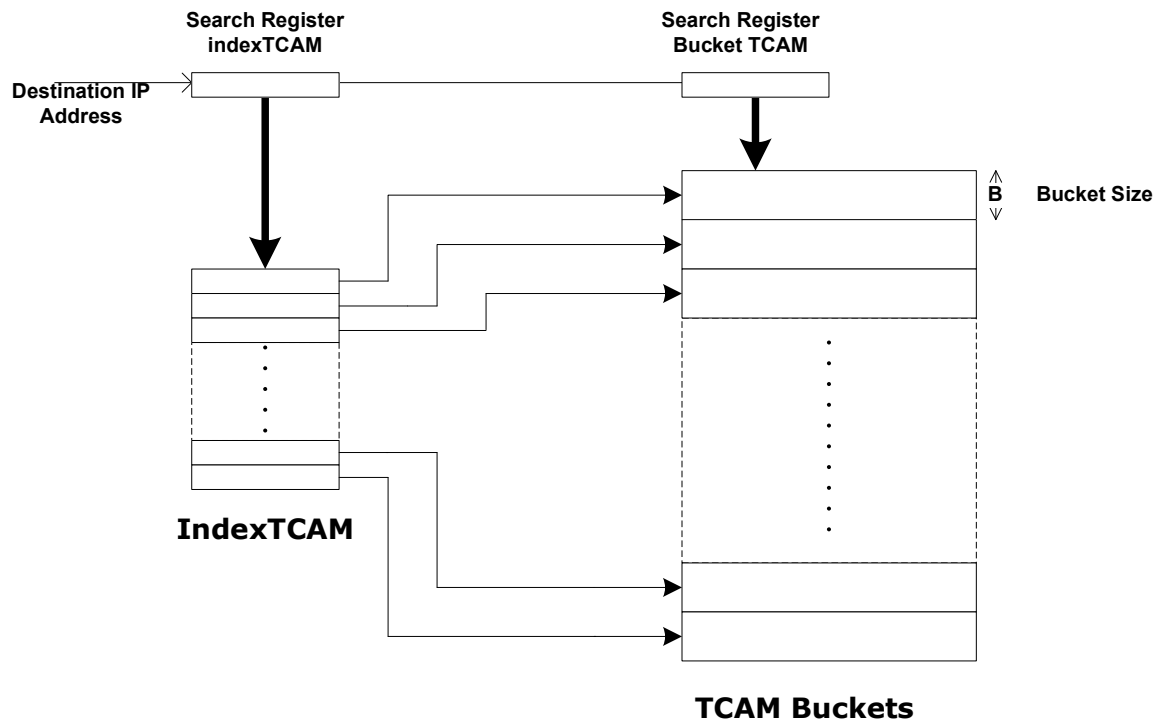 Search Register
indexTCAM
Search Register
Bucket TCAM
Destination IP
Address
B
Bucket Size
IndexTCAM
TCAM Buckets